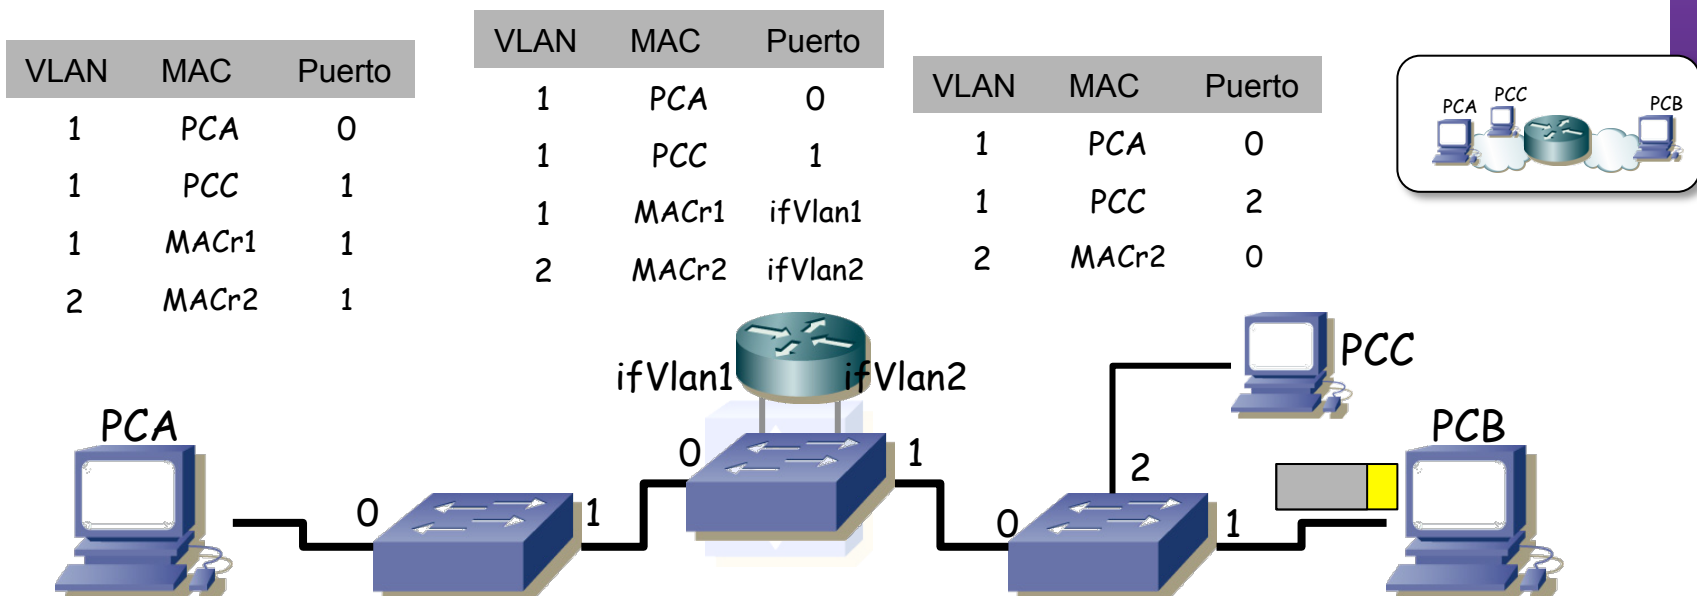 VLAN MAC Puerto
1 PCA 0
1 PCC 1
1 MACr1 1
2 MACr2 1
VLAN MAC Puerto
1 PCA 0
1 PCC 1
1 MACr1 ifVlan1
2 MACr2 ifVlan2
VLAN MAC Puerto
1 PCA 0
1 PCC 2
2 MACr2 0
PCA PCC PCB
ifVlan1 ifVlan2
PCC
PCA
PCB
0 1
2
0 1
0 1